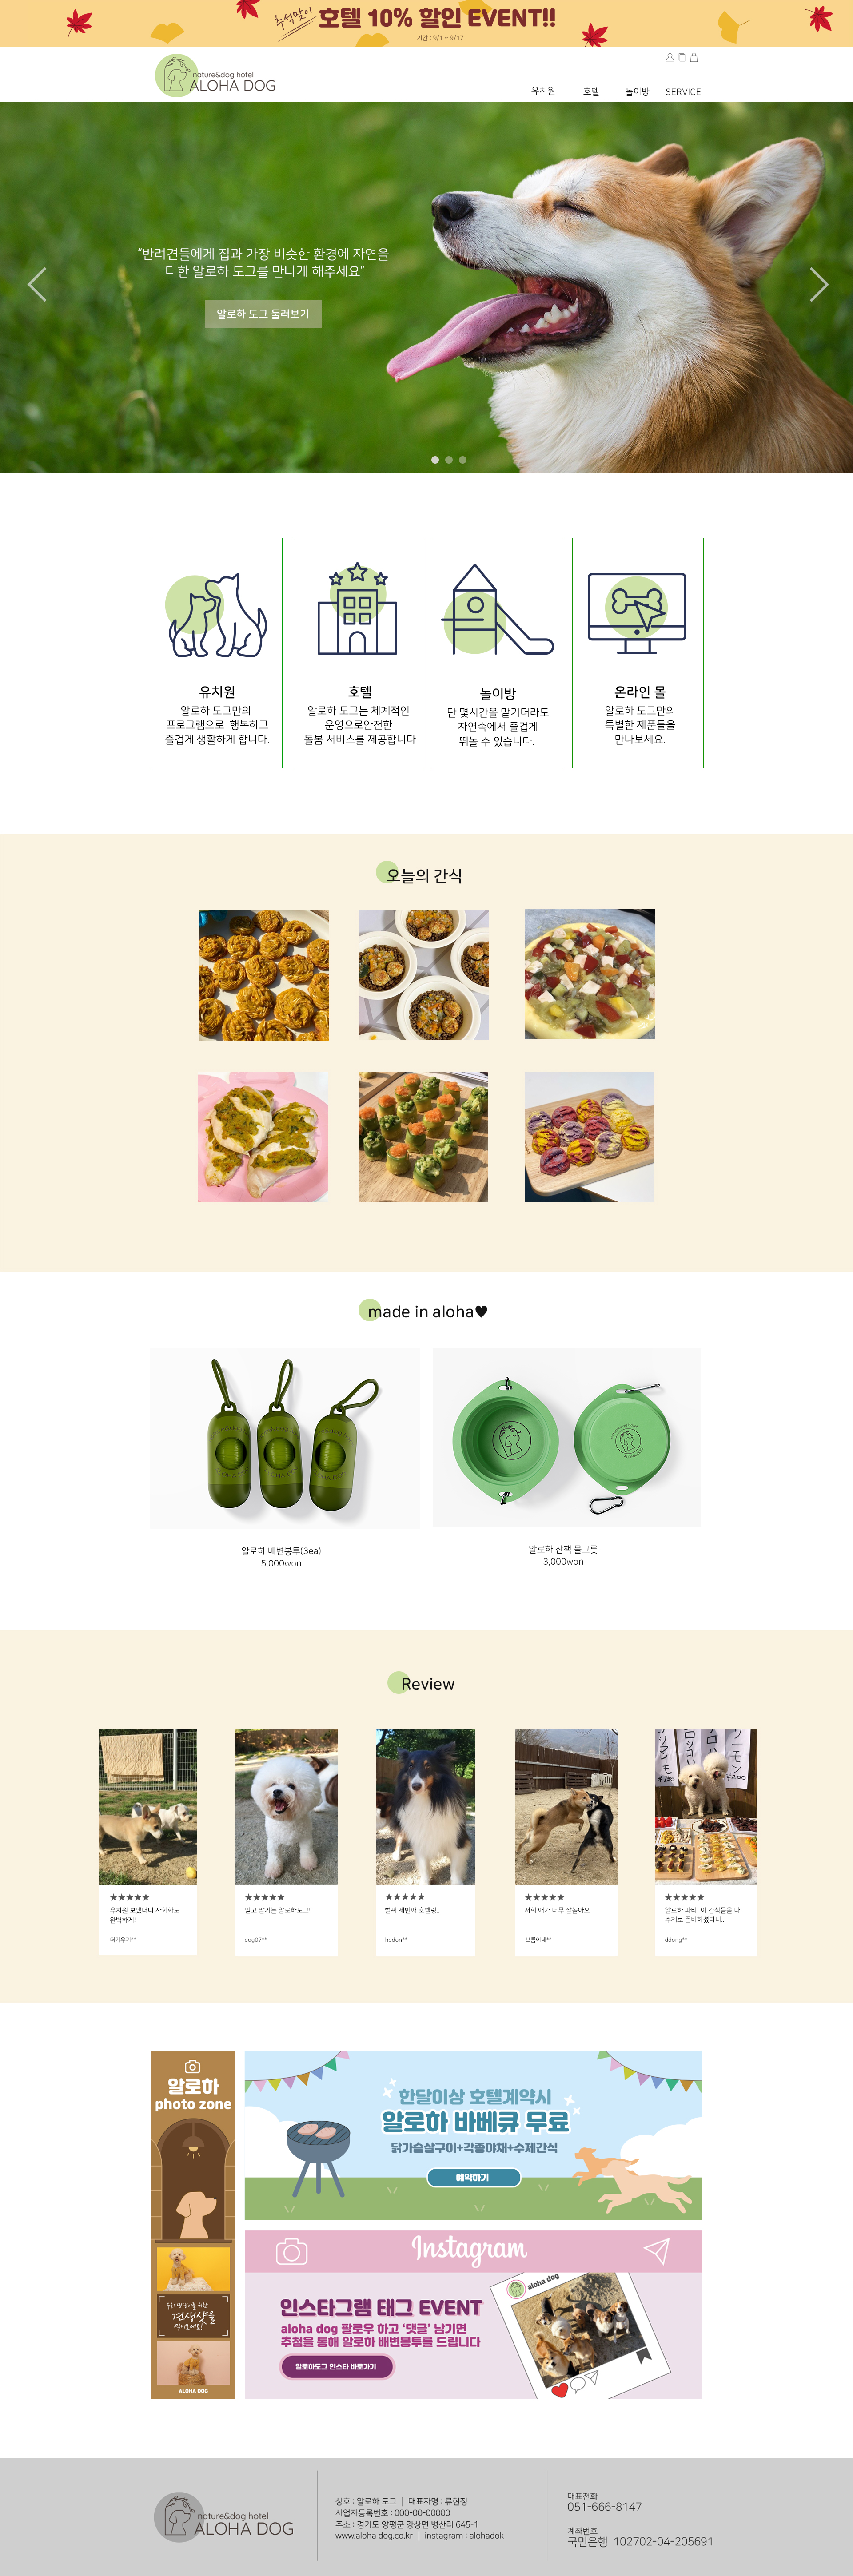 추석맞이 호텔 10% 할인 EVENT!!
기간 : 9/1 ~ 9/17
nature&dog hotel
ALOHA DOG
유치원 호텔 놀이방 SERVICE
“반려견들에게 집과 가장 비슷한 환경에 자연을
더한 알로하 도그를 만나게 해주세요”
알로하 도그 둘러보기
유치원
알로하 도그만의
프로그램으로 행복하고
즐겁게 생활하게 합니다.
호텔
알로하 도그는 체계적인
운영으로안전한
돌봄 서비스를 제공합니다
놀이방
단 몇시간을 맡기더라도
자연속에서 즐겁게
뛰놀 수 있습니다.
온라인 몰
알로하 도그만의
특별한 제품들을
만나보세요.
오늘의 간식
made in aloha♥
알로하 배변봉투(3ea)
5,000won
알로하 산책 물그릇
3,000won
Review
★★★★★
유치원 보냈더니 사회화도
완벽하게!
더기우기**
★★★★★
믿고 맡기는 알로하도그!
dog07**
★★★★★
벌써 세번째 호텔링..
hodon**
★★★★★
저희 애가 너무 잘놀아요
보름이네**
★★★★★
알로하 파티! 이 간식들을 다
수제로 준비하셨다니..
ddong**
알로하
photo zone
견생샷을
ALOHA DOG
한달이상 호텔계약시
알로하 바베큐 무료
닭가슴살구이+각종야채+수제간식
예약하기
Instagram
aloha dog
인스타그램 태그 EVENT
aloha dog 팔로우 하고 ‘댓글’ 남기면
추첨을 통해 알로하 배변봉투를 드립니다
알로하도그 인스타 바로가기
nature&dog hotel
ALOHA DOG
상호 : 알로하 도그 | 대표자명 : 류현정
사업자등록번호 : 000-00-00000
주소 : 경기도 양평군 강상면 병산리 645-1
www.aloha dog.co.kr | instagram : alohadok
대표전화
051-666-8147
계좌번호
국민은행 102702-04-205691